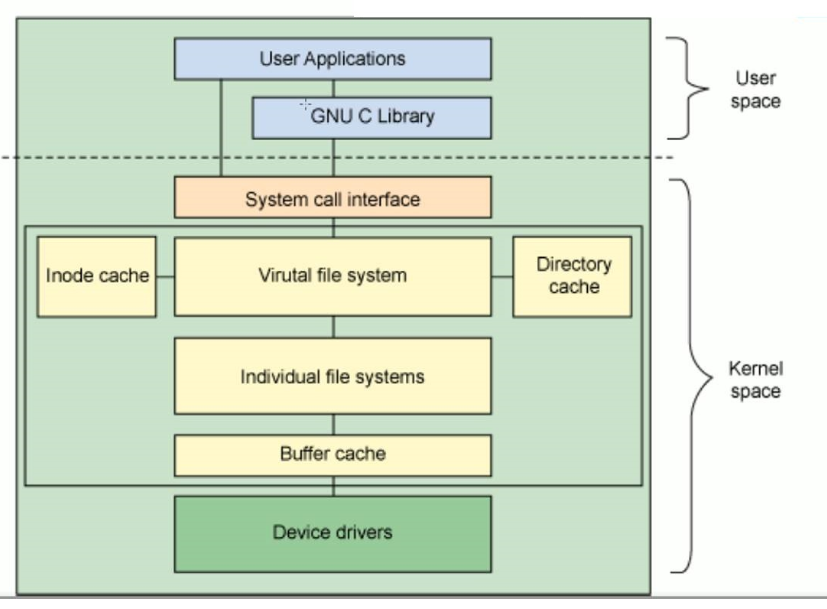 User Applications
GNU C Library
User
space
System call interface
Inode cache
Virutal file system
Directory
cache
Individual file systems
Kernel
space
Buffer cache
Device drivers